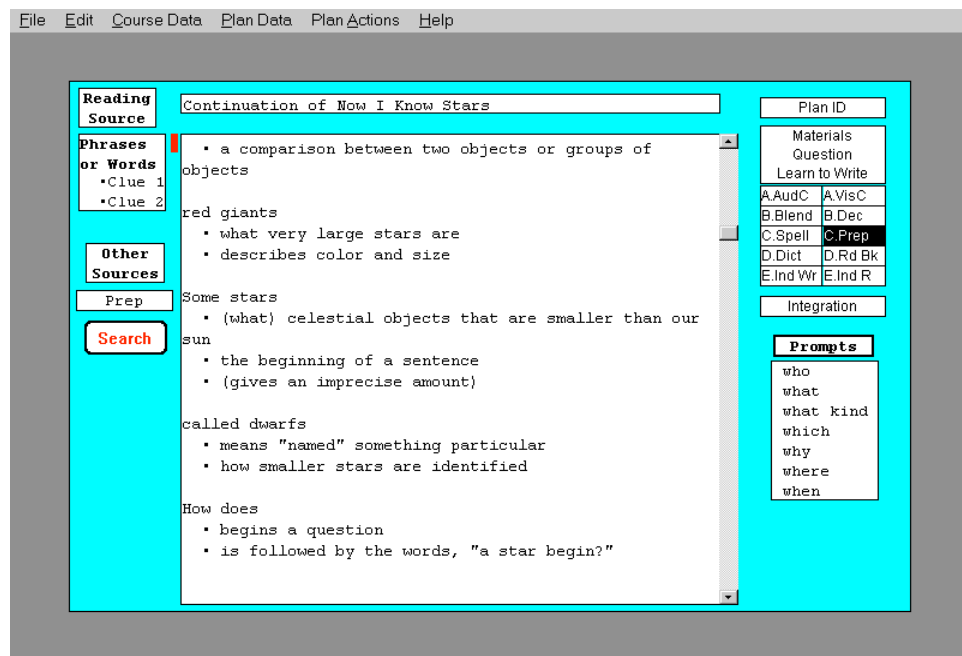 File Edit Course Data Plan Data Plan Actions Help
Reading
Source
Continuation of Now I Know Stars
Plan ID
Phrases
or Words
•Clue 1
•Clue 2
Other
Sources
Prep
Search
• a comparison between two objects or groups of
objects
red giants
• what very large stars are
• describes color and size
Some stars
• (what) celestial objects that are smaller than our
sun
• the beginning of a sentence
• (gives an imprecise amount)
called dwarfs
• means "named" something particular
• how smaller stars are identified
How does
• begins a question
• is followed by the words, "a star begin?"
Materials
Question
Learn to Write
A.AudC A.VisC
B.Blend B.Dec
C.Spell C.Prep
D.Dict D.Rd Bk
E.Ind Wr E.Ind R
Integration
Prompts
who
what
what kind
which
why
where
when